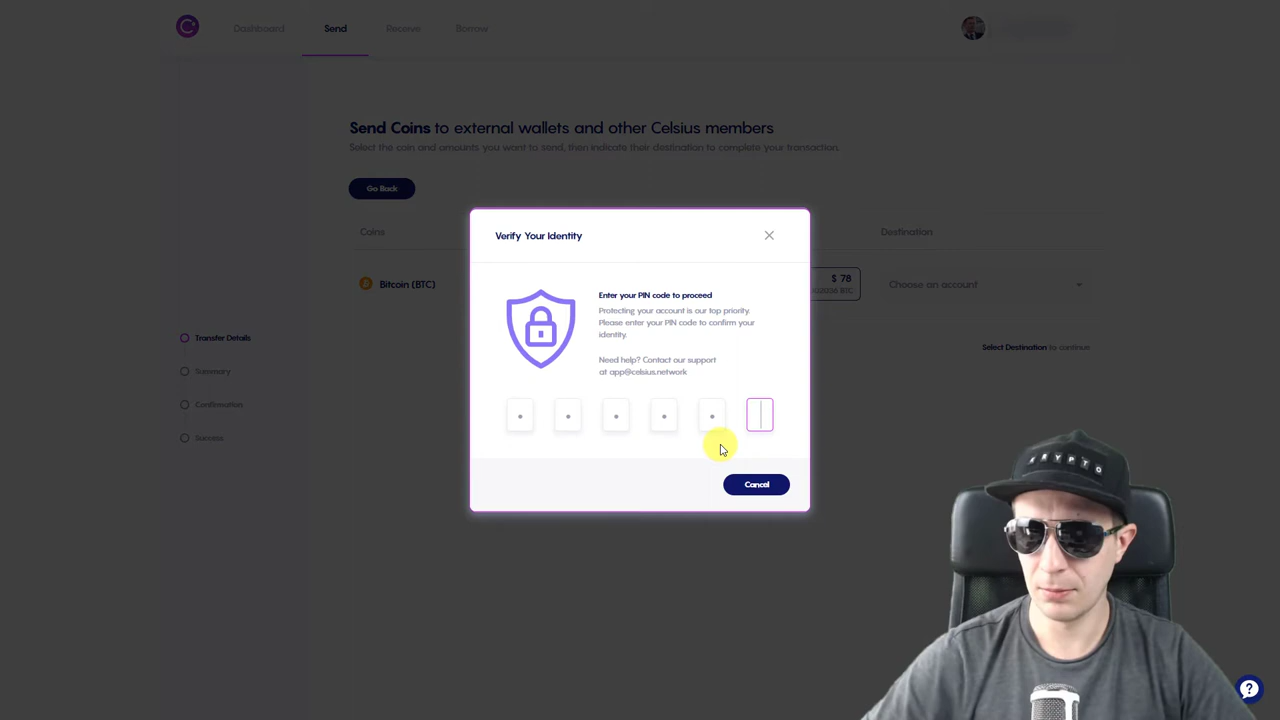 Dashboard
Send
Receive
Borrow
Send Coins to external wallets and other Celsius members
Select the coin and amounts you want to send, then indicate their destination to complete your transaction.
Go Back
Coins
Destination
Bitcoin (BTC)
$ 78
BTC
Choose an account
Select Destination to continue
Transfer Details
Summary
Confirmation
Success
Verify Your Identity
Enter your PIN code to proceed
Protecting your account is our top priority.
Please enter your PIN code to confirm your
identity.
Need help? Contact our support
at app@celsius.network
Cancel
KRYPTO
?